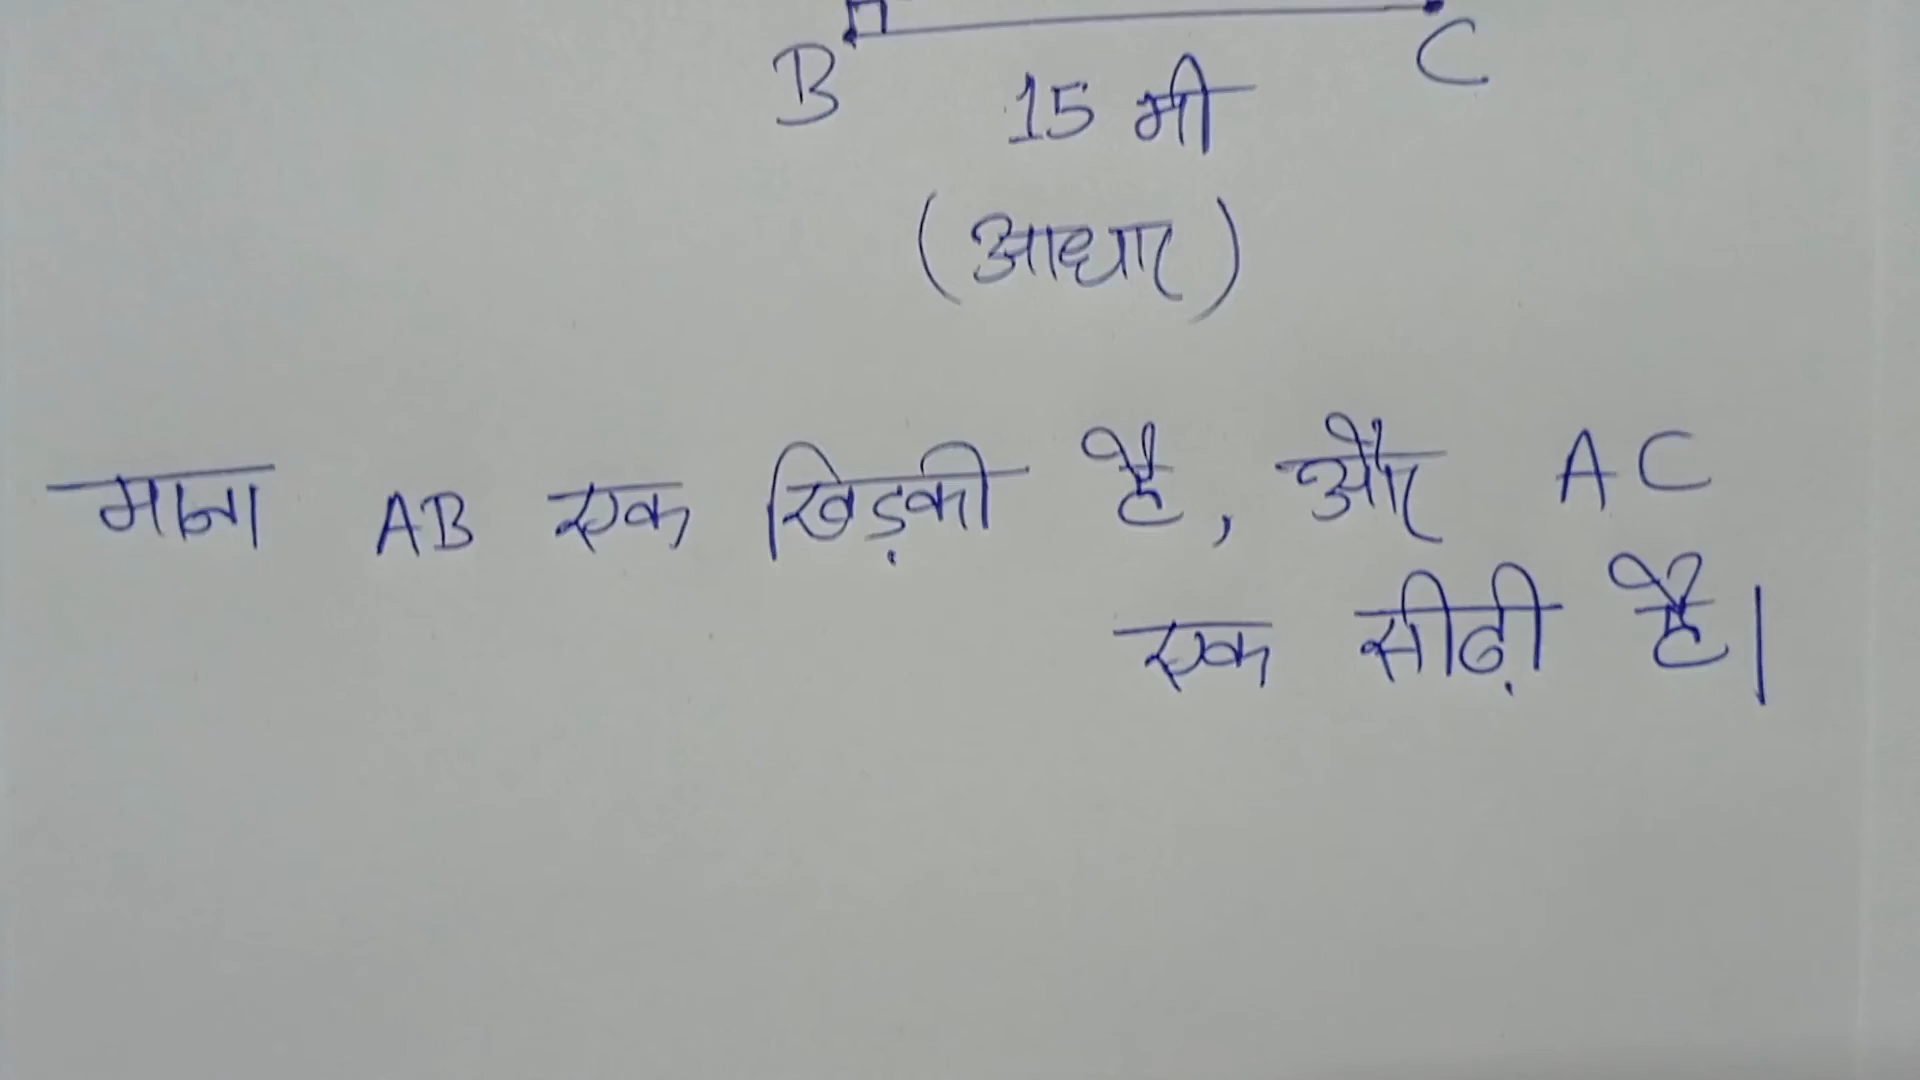 B C
15 मी
(आधार)
माना AB एक खिड़की है, और AC
एक सीढ़ी है।